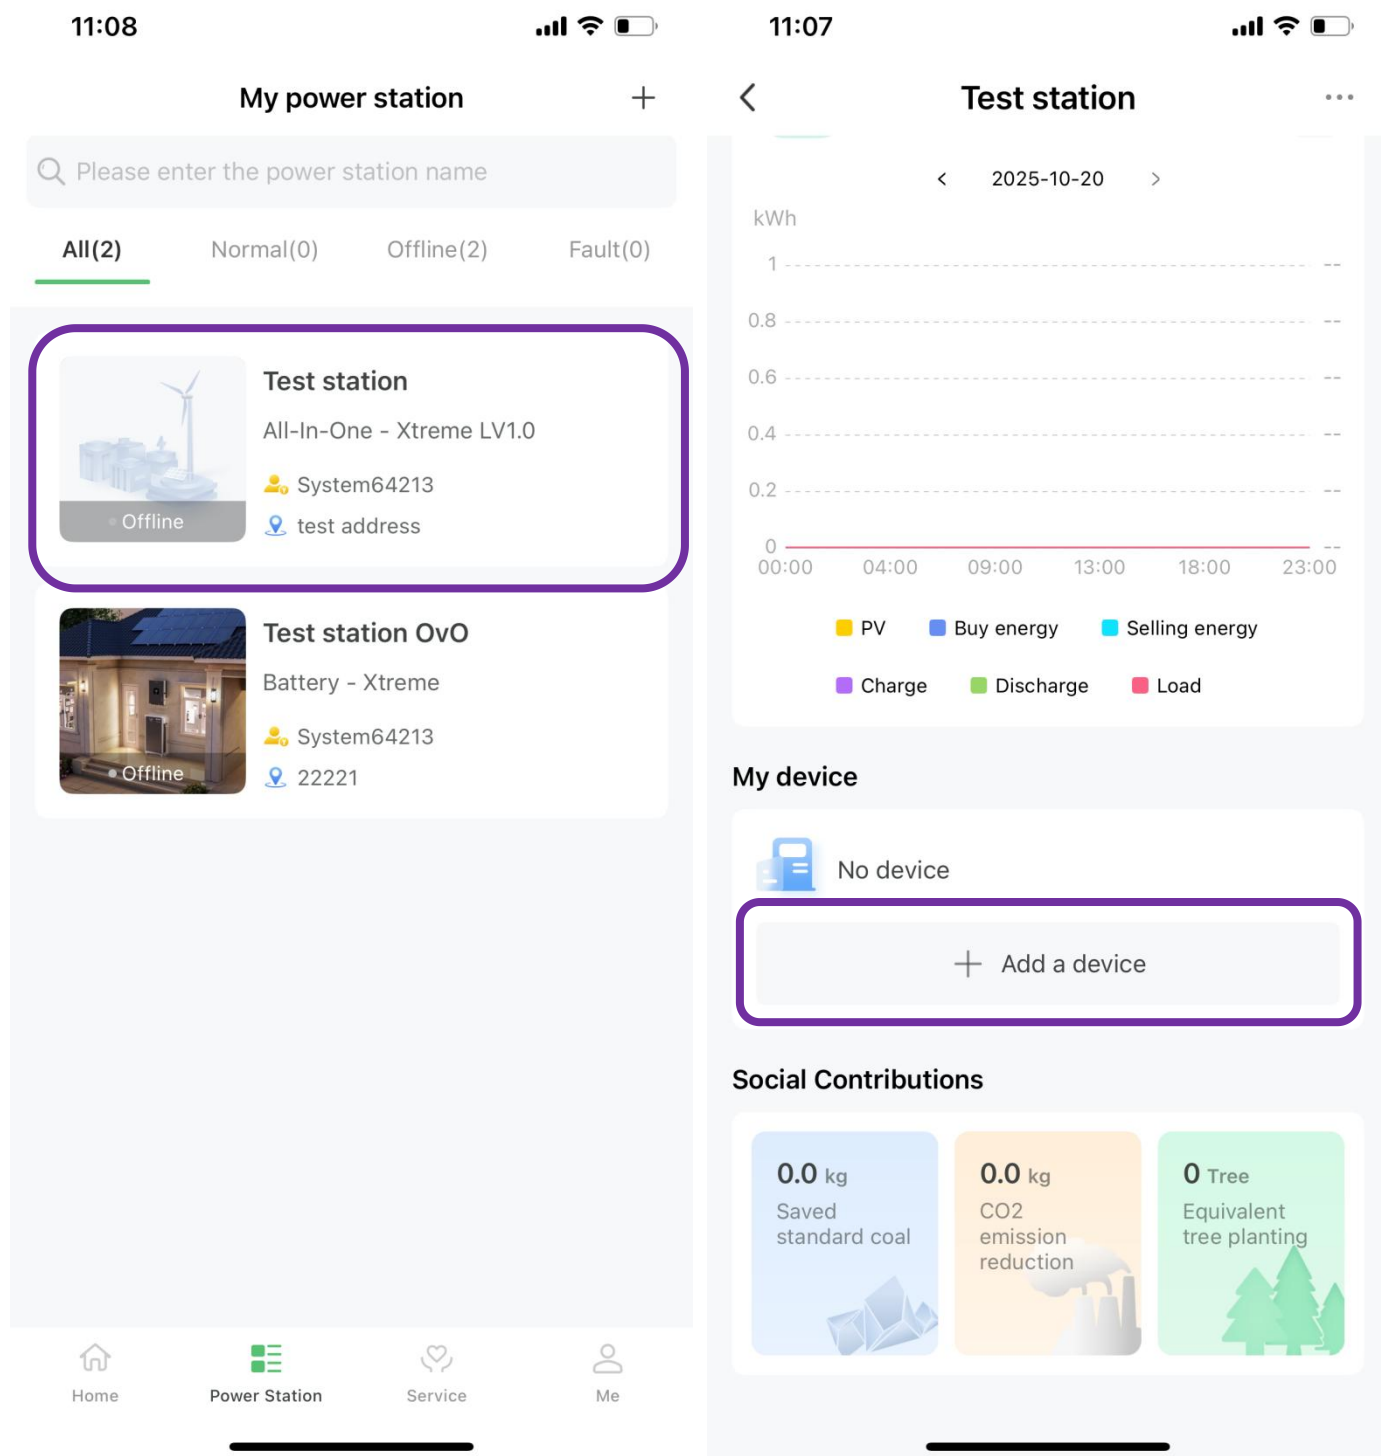 11:08
My power station
Please enter the power station name
All(2)
Normal(0)
Offline(2)
Fault(0)
Test station
All-In-One - Xtreme LV1.0
System64213
test address
Offline
Test station OvO
Battery - Xtreme
System64213
22221
Offline
Home
Power Station
Service
Me
11:07
Test station
...
< 2025-10-20 >
kWh
1 --
0.8 --
0.6 --
0.4 --
0.2 --
0 --
00:00 04:00 09:00 13:00 18:00 23:00
PV Buy energy Selling energy
Charge Discharge Load
My device
No device
+ Add a device
Social Contributions
0.0 kg
Saved
standard coal
0.0 kg
CO2
emission
reduction
0 Tree
Equivalent
tree planting